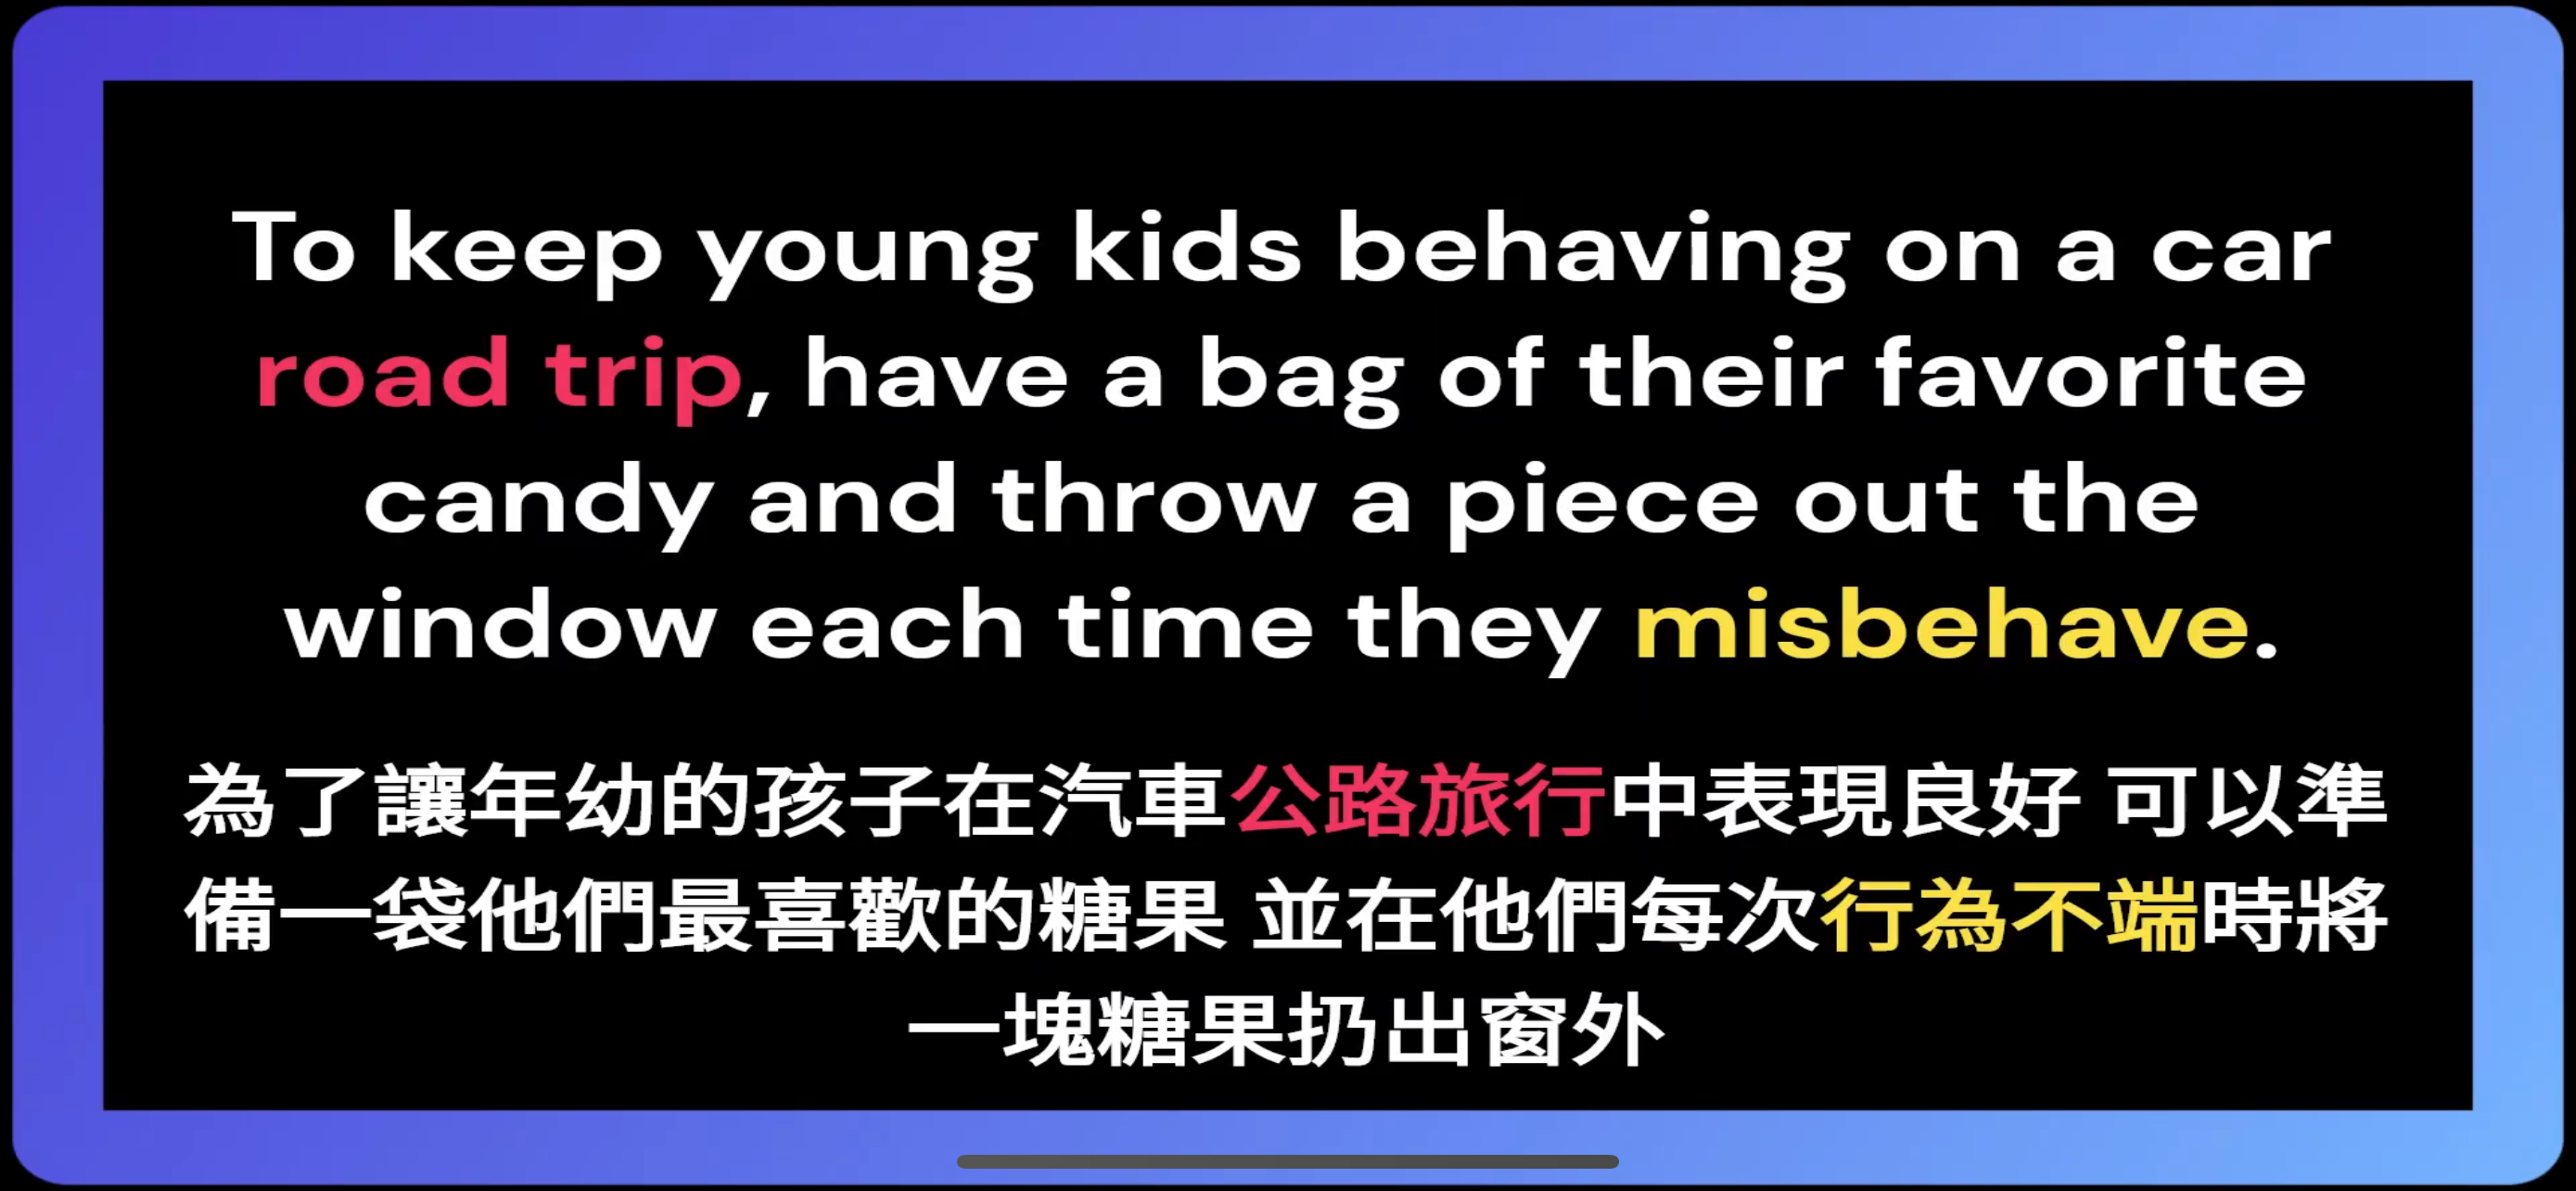 To keep young kids behaving on a car
road trip, have a bag of their favorite
candy and throw a piece out the
window each time they misbehave.
為了讓年幼的孩子在汽車公路旅行中表現良好 可以準
備一袋他們最喜歡的糖果 並在他們每次行為不端時將
一塊糖果扔出窗外